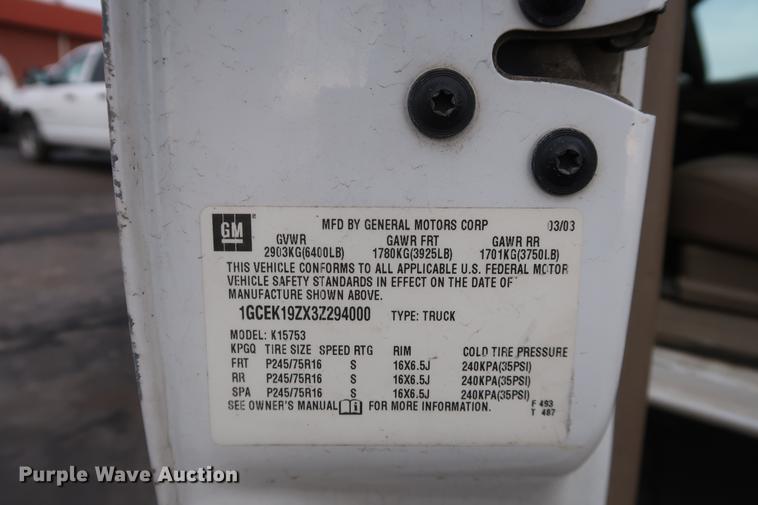 GM
MFD BY GENERAL MOTORS CORP 03/03
GVWR GAWR FRT GAWR RR
2903KG(6400LB) 1780KG(3925LB) 1701KG(3750LB)
THIS VEHICLE CONFORMS TO ALL APPLICABLE U.S. FEDERAL MOTOR
VEHICLE SAFETY STANDARDS IN EFFECT ON THE DATE OF
MANUFACTURE SHOWN ABOVE.
1GCEK19ZX3Z294000 TYPE: TRUCK
MODEL: K15753
KPGQ TIRE SIZE SPEED RTG RIM COLD TIRE PRESSURE
FRT P245/75R16 S 16X6.5J 240KPA(35PSI)
RR P245/75R16 S 16X6.5J 240KPA(35PSI)
SPA P245/75R16 S 16X6.5J 240KPA(35PSI)
SEE OWNER'S MANUAL FOR MORE INFORMATION.
F 493
T 487
Purple Wave Auction